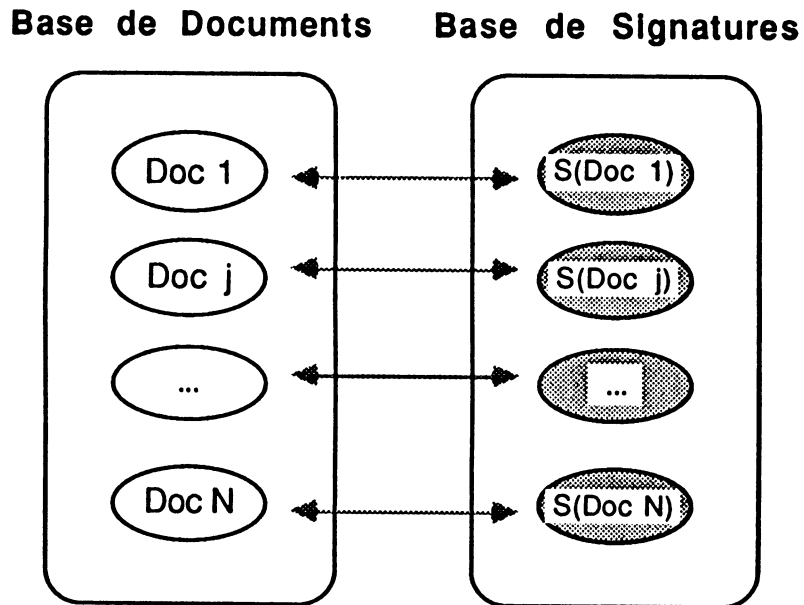 Base de Documents Base de Signatures
Doc 1 S(Doc 1)
Doc j S(Doc j)
... ...
Doc N S(Doc N)